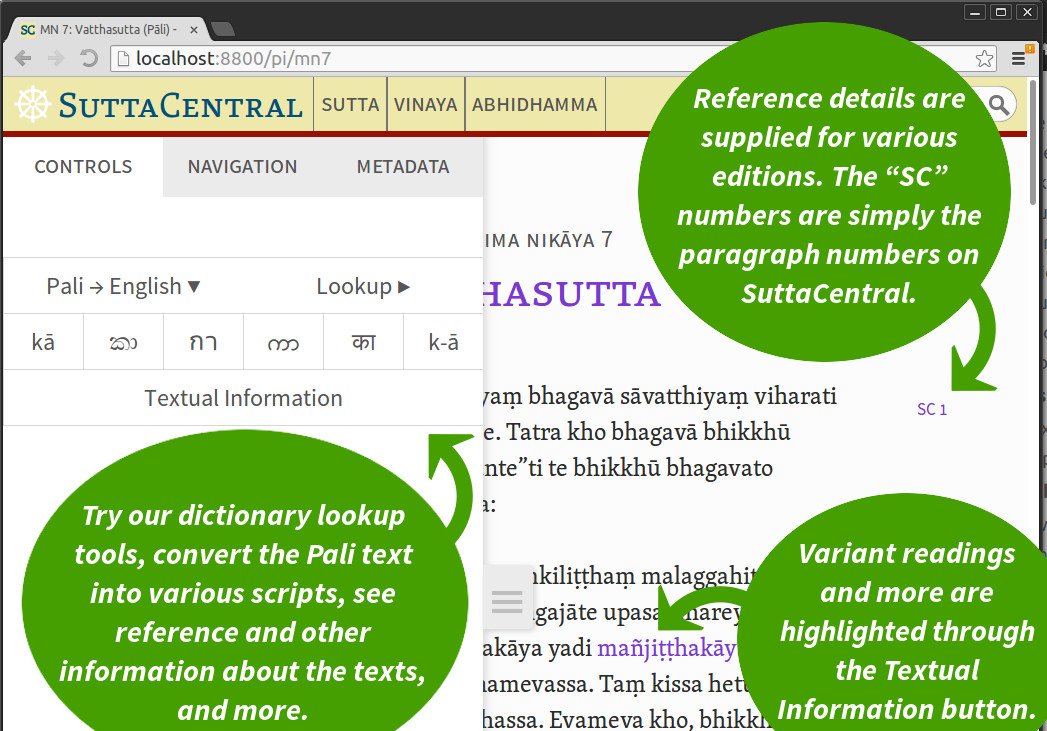 SC MN 7: Vatthasutta (Pāli) -
localhost:8800/pi/mn7
SUTTACENTRAL SUTTA VINAYA ABHIDHAMMA
CONTROLS NAVIGATION METADATA
Pali → English ▼ Lookup ►
kā කා กา ကာ का k-ā
Textual Information
IMA NIKĀYA 7
HASUTTA
Reference details are
supplied for various
editions. The “SC”
numbers are simply the
paragraph numbers on
SuttaCentral.
SC 1
yaṃ bhagavā sāvatthiyaṃ viharati
e. Tatra kho bhagavā bhikkhū
nte”ti te bhikkhū bhagavato
a:
Try our dictionary lookup
tools, convert the Pali text
into various scripts, see
reference and other
information about the texts,
and more.
nkiliṭṭhaṃ malaggahi
gajāte upasa
akāya yadi mañjiṭṭhakāy
namevassa. Taṃ kissa het
hassa. Evameva kho, bhikkh
Variant readings
and more are
highlighted through
the Textual
Information button.